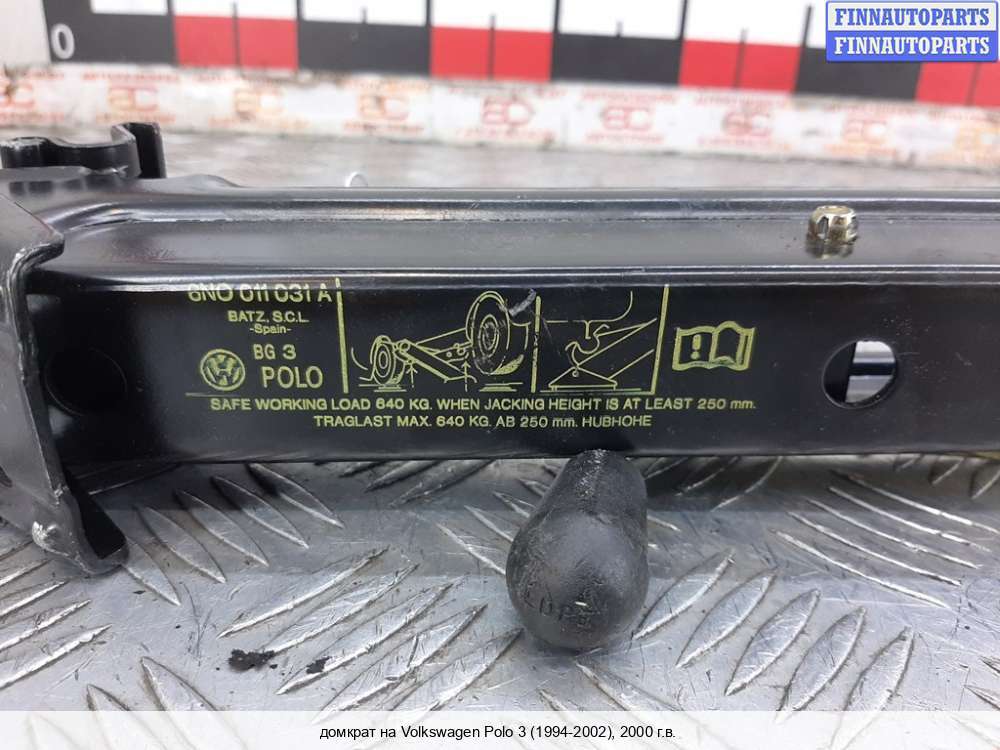 FINNAUTOPARTS
FINNAUTOPARTS
0
6N0 011 031 A
BATZ, S.C.L.
-Spain-
BG 3
POLO
SAFE WORKING LOAD 640 KG. WHEN JACKING HEIGHT IS AT LEAST 250 mm.
TRAGLAST MAX. 640 KG. AB 250 mm. HUBHOHE
домкрат на Volkswagen Polo 3 (1994-2002), 2000 г.в.